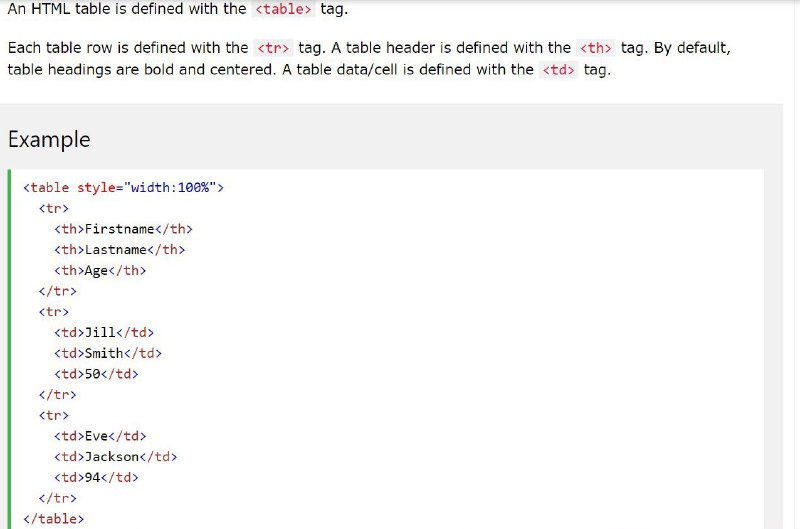 An HTML table is defined with the <table> tag.
Each table row is defined with the <tr> tag. A table header is defined with the <th> tag. By default,
table headings are bold and centered. A table data/cell is defined with the <td> tag.
Example
<table style="width:100%">
  <tr>
    <th>Firstname</th>
    <th>Lastname</th>
    <th>Age</th>
  </tr>
  <tr>
    <td>Jill</td>
    <td>Smith</td>
    <td>50</td>
  </tr>
  <tr>
    <td>Eve</td>
    <td>Jackson</td>
    <td>94</td>
  </tr>
</table>